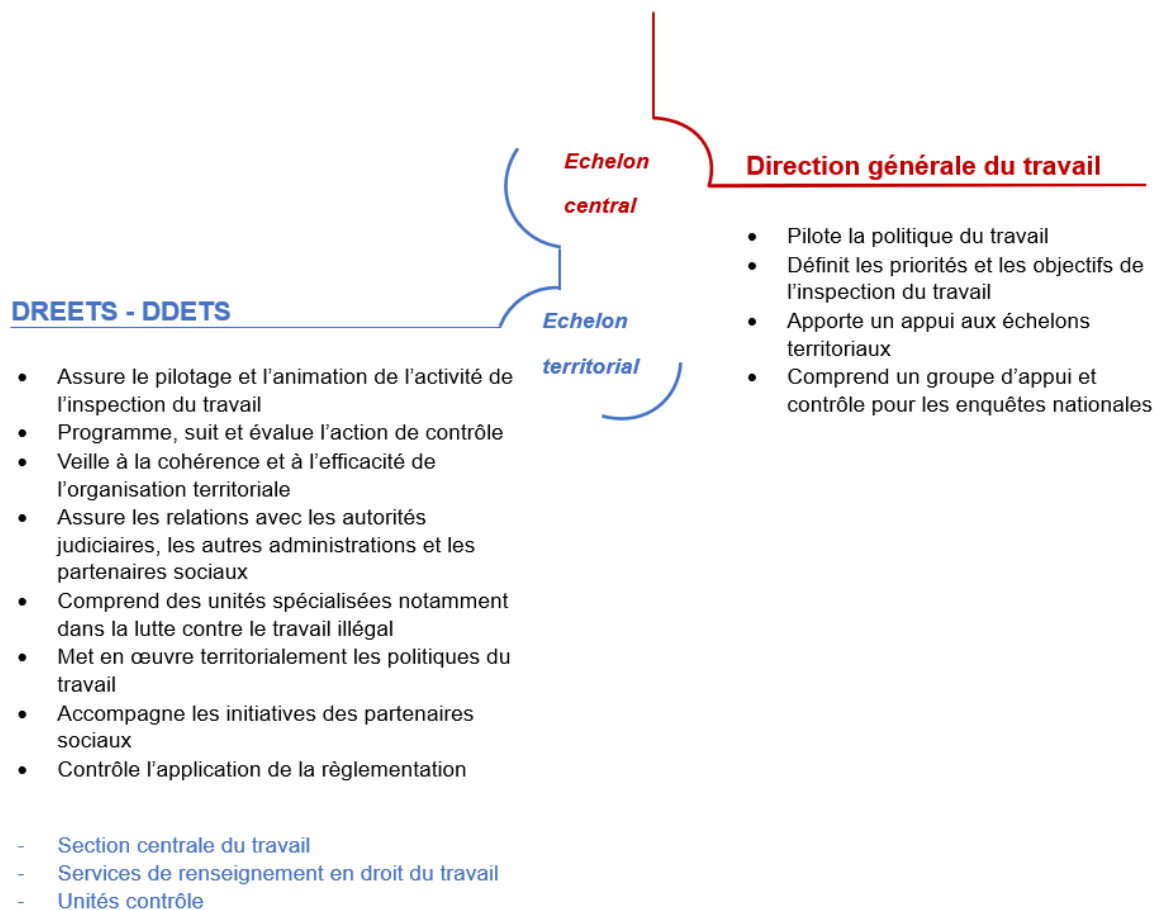 Echelon
central
Direction générale du travail
• Pilote la politique du travail
• Définit les priorités et les objectifs de
l’inspection du travail
• Apporte un appui aux échelons
territoriaux
• Comprend un groupe d’appui et
contrôle pour les enquêtes nationales
DREETS - DDETS
Echelon
territorial
• Assure le pilotage et l’animation de l’activité de
l’inspection du travail
• Programme, suit et évalue l’action de contrôle
• Veille à la cohérence et à l’efficacité de
l’organisation territoriale
• Assure les relations avec les autorités
judiciaires, les autres administrations et les
partenaires sociaux
• Comprend des unités spécialisées notamment
dans la lutte contre le travail illégal
• Met en œuvre territorialement les politiques du
travail
• Accompagne les initiatives des partenaires
sociaux
• Contrôle l’application de la règlementation
- Section centrale du travail
- Services de renseignement en droit du travail
- Unités contrôle